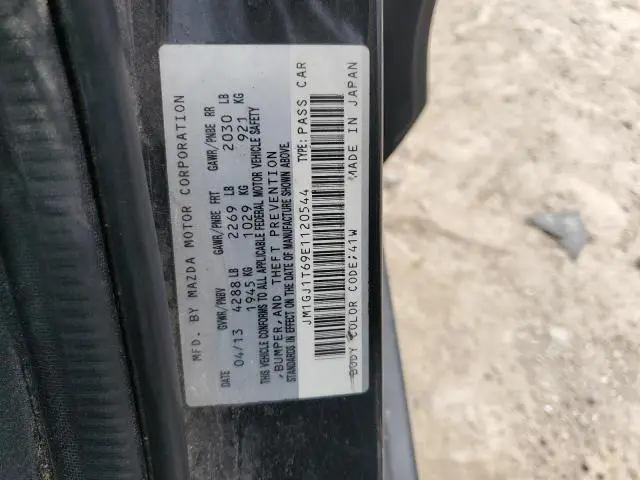 MFD. BY MAZDA MOTOR CORPORATION
DATE GVWR/PNBV GAWR/PNBE FRT GAWR/PNBE RR
04/13 4288 LB 2269 LB 2030 LB
1945 KG 1029 KG 921 KG
THIS VEHICLE CONFORMS TO ALL APPLICABLE FEDERAL MOTOR VEHICLE SAFETY
,BUMPER, AND THEFT PREVENTION
STANDARDS IN EFFECT ON THE DATE OF MANUFACTURE SHOWN ABOVE.
JM1GJ1T69E1120544 TYPE: PASS CAR
BODY COLOR CODE;41W MADE IN JAPAN